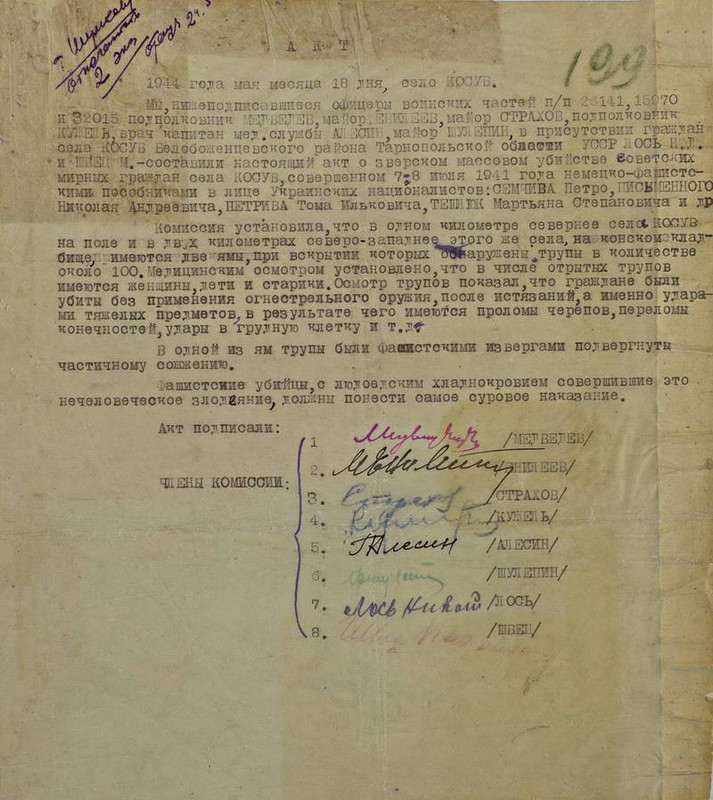 2 экз
199
А К Т
1944 года мая месяца 18 дня, село КОСУВ.
Мы, нижеподписавшиеся офицеры воинских частей п/п 26141, 15970
и 32015 подполковник МЕДВЕДЕВ, майор ЕНИЛЕЕВ, майор СТРАХОВ, подполковник
КУЖЕЛЬ, врач капитан мед. службы АЛЕСИН, майор ШУЛЕПИН, в присутствии граждан
села КОСУВ Белобоженцевского района Тарнопольской области УССР ЛОСЬ Н.Д.
и ШВЕЦ М.-составили настоящий акт о зверском массовом убийстве советских
мирных граждан села КОСУВ, совершенном 7-8 июля 1941 года немецко-фашистс-
кими пособниками в лице Украинских националистов: СЕМЧИВА Петро, ПИСЬМЕННОГО
Николая Андреевича, ПЕТРИВА Тома Ильковича, Мартьяна Степановича и др
Комиссия установила, что в одном километре севернее села КОСУВ
на поле и в двух километрах северо-западнее этого же села, на конском клад-
бище, имеются две ямы, при вскрытии которых обнаружены трупы в количестве
около 100. Медицинским осмотром установлено, что в числе отрытых трупов
имеются женщины, дети и старики. Осмотр трупов показал, что граждане были
убиты без применения огнестрельного оружия, после истязаний, а именно удара-
ми тяжелых предметов, в результате чего имеются проломы черепов, переломы
конечностей, удары в грудную клетку и т.д.
В одной из ям трупы были фашистскими извергами подвергнуты
частичному сожжению.
Фашистские убийцы, с людоедским хладнокровием совершившие это
нечеловеческое злодеяние, должны понести самое суровое наказание.
Акт подписали:
ЧЛЕНЫ КОМИССИИ:
1 /МЕДВЕДЕВ/
2. ЕНИЛЕЕВ/
3. Страхов /СТРАХОВ/
4. /КУЖЕЛЬ/
5. Алесин /АЛЕСИН/
6. /ШУЛЕПИН/
7. Лось /ЛОСЬ/
8. /ШВЕЦ/